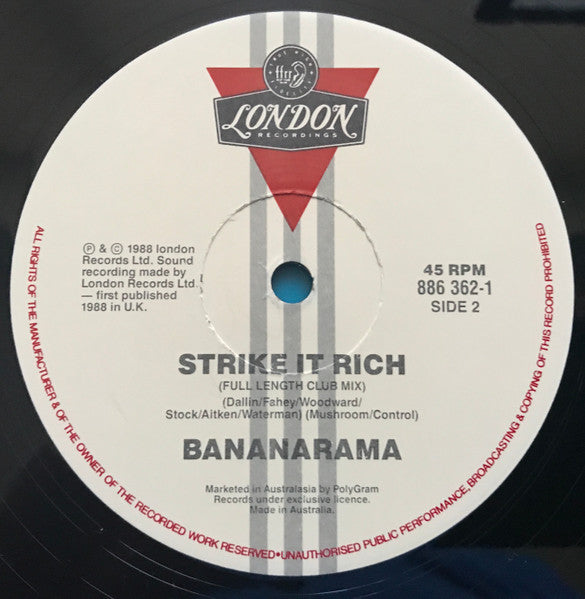 FULL HIGH FIDELITY
ffrr
LONDON
RECORDINGS
℗ & © 1988 london
Records Ltd. Sound
recording made by
London Records Ltd.
— first published
1988 in U.K.
45 RPM
886 362-1
SIDE 2
STRIKE IT RICH
(FULL LENGTH CLUB MIX)
(Dallin/Fahey/Woodward/
Stock/Aitken/Waterman) (Mushroom/Control)
BANANARAMA
Marketed in Australasia by PolyGram
Records under exclusive licence.
Made in Australia.
ALL RIGHTS OF THE MANUFACTURER & OF THE OWNER OF THE RECORDED WORK RESERVED•UNAUTHORISED PUBLIC PERFORMANCE, BROADCASTING & COPYING OF THIS RECORD PROHIBITED